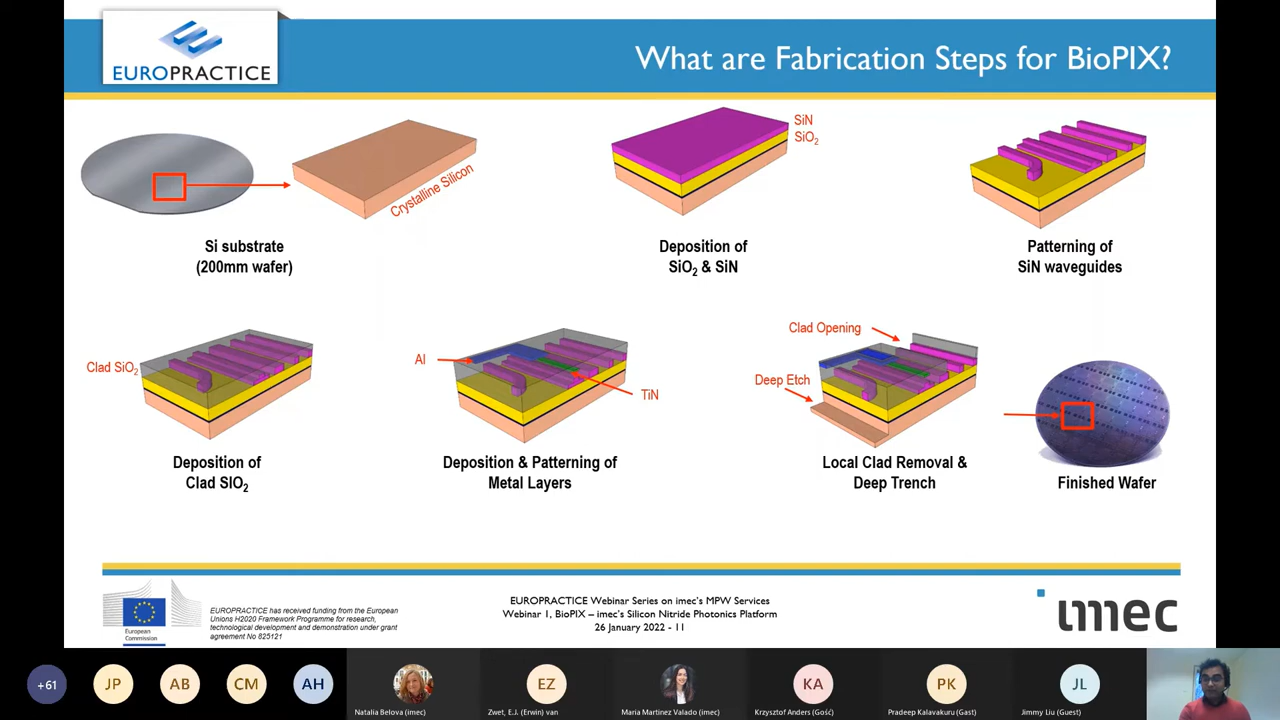 EUROPRACTICE
What are Fabrication Steps for BioPIX?
Crystalline Silicon
SiN
SiO₂
Si substrate
(200mm wafer)
Deposition of
SiO₂ & SiN
Patterning of
SiN waveguides
Clad SiO₂
Al
TiN
Clad Opening
Deep Etch
Deposition of
Clad SIO₂
Deposition & Patterning of
Metal Layers
Local Clad Removal &
Deep Trench
Finished Wafer
European
Commission
EUROPRACTICE has received funding from the European
Unions H2020 Framework Programme for research,
technological development and demonstration under grant
agreement No 825121
EUROPRACTICE Webinar Series on imec's MPW Services
Webinar 1, BioPIX – imec's Silicon Nitride Photonics Platform
26 January 2022 - 11
imec
+61
JP
AB
CM
AH
Natalia Belova (imec)
EZ
Zwet, E.J. (Erwin) van
María Martínez Valado (imec)
KA
Krzysztof Anders (Gość)
PK
Pradeep Kalavakuru (Gast)
JL
Jimmy Liu (Guest)